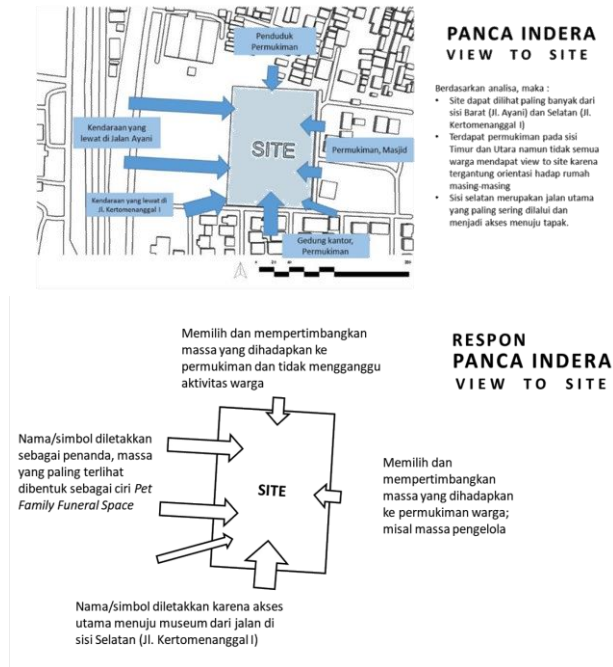 PANCA INDERA
VIEW TO SITE
Penduduk
Permukiman
Kendaraan yang
lewat di Jalan Ayani
SITE
Permukiman, Masjid
Kendaraan yang lewat di
Jl. Kertomenanggal I
Gedung kantor,
Permukiman
Berdasarkan analisa, maka :
• Site dapat dilihat paling banyak dari
sisi Barat (Jl. Ayani) dan Selatan (Jl.
Kertomenanggal I)
• Terdapat permukiman pada sisi
Timur dan Utara namun tidak semua
warga mendapat view to site karena
tergantung orientasi hadap rumah
masing-masing
• Sisi selatan merupakan jalan utama
yang paling sering dilalui dan
menjadi akses menuju tapak.
RESPON
PANCA INDERA
VIEW TO SITE
Memilih dan mempertimbangkan
massa yang dihadapkan ke
permukiman dan tidak mengganggu
aktivitas warga
Nama/simbol diletakkan
sebagai penanda, massa
yang paling terlihat
dibentuk sebagai ciri Pet
Family Funeral Space
SITE
Memilih dan
mempertimbangkan
massa yang dihadapkan
ke permukiman warga;
misal massa pengelola
Nama/simbol diletakkan karena akses
utama menuju museum dari jalan di
sisi Selatan (Jl. Kertomenanggal I)